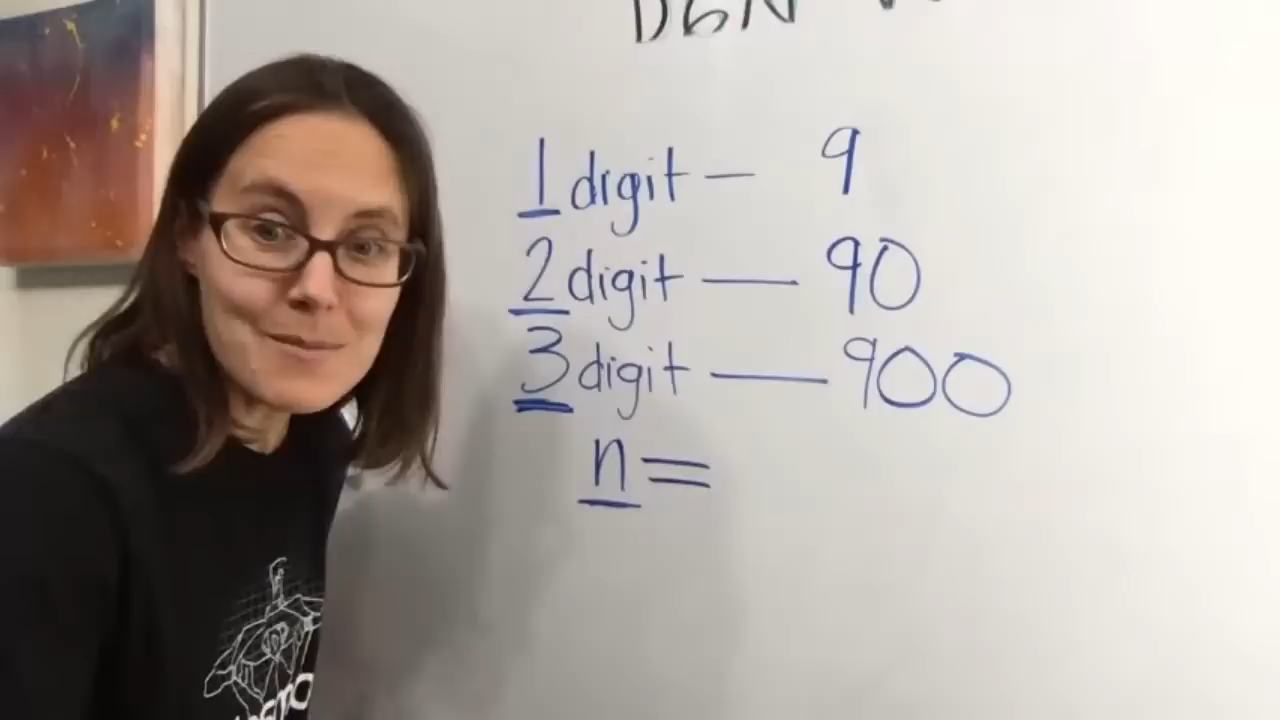 1 digit — 9
2 digit — 90
3 digit — 900
n =